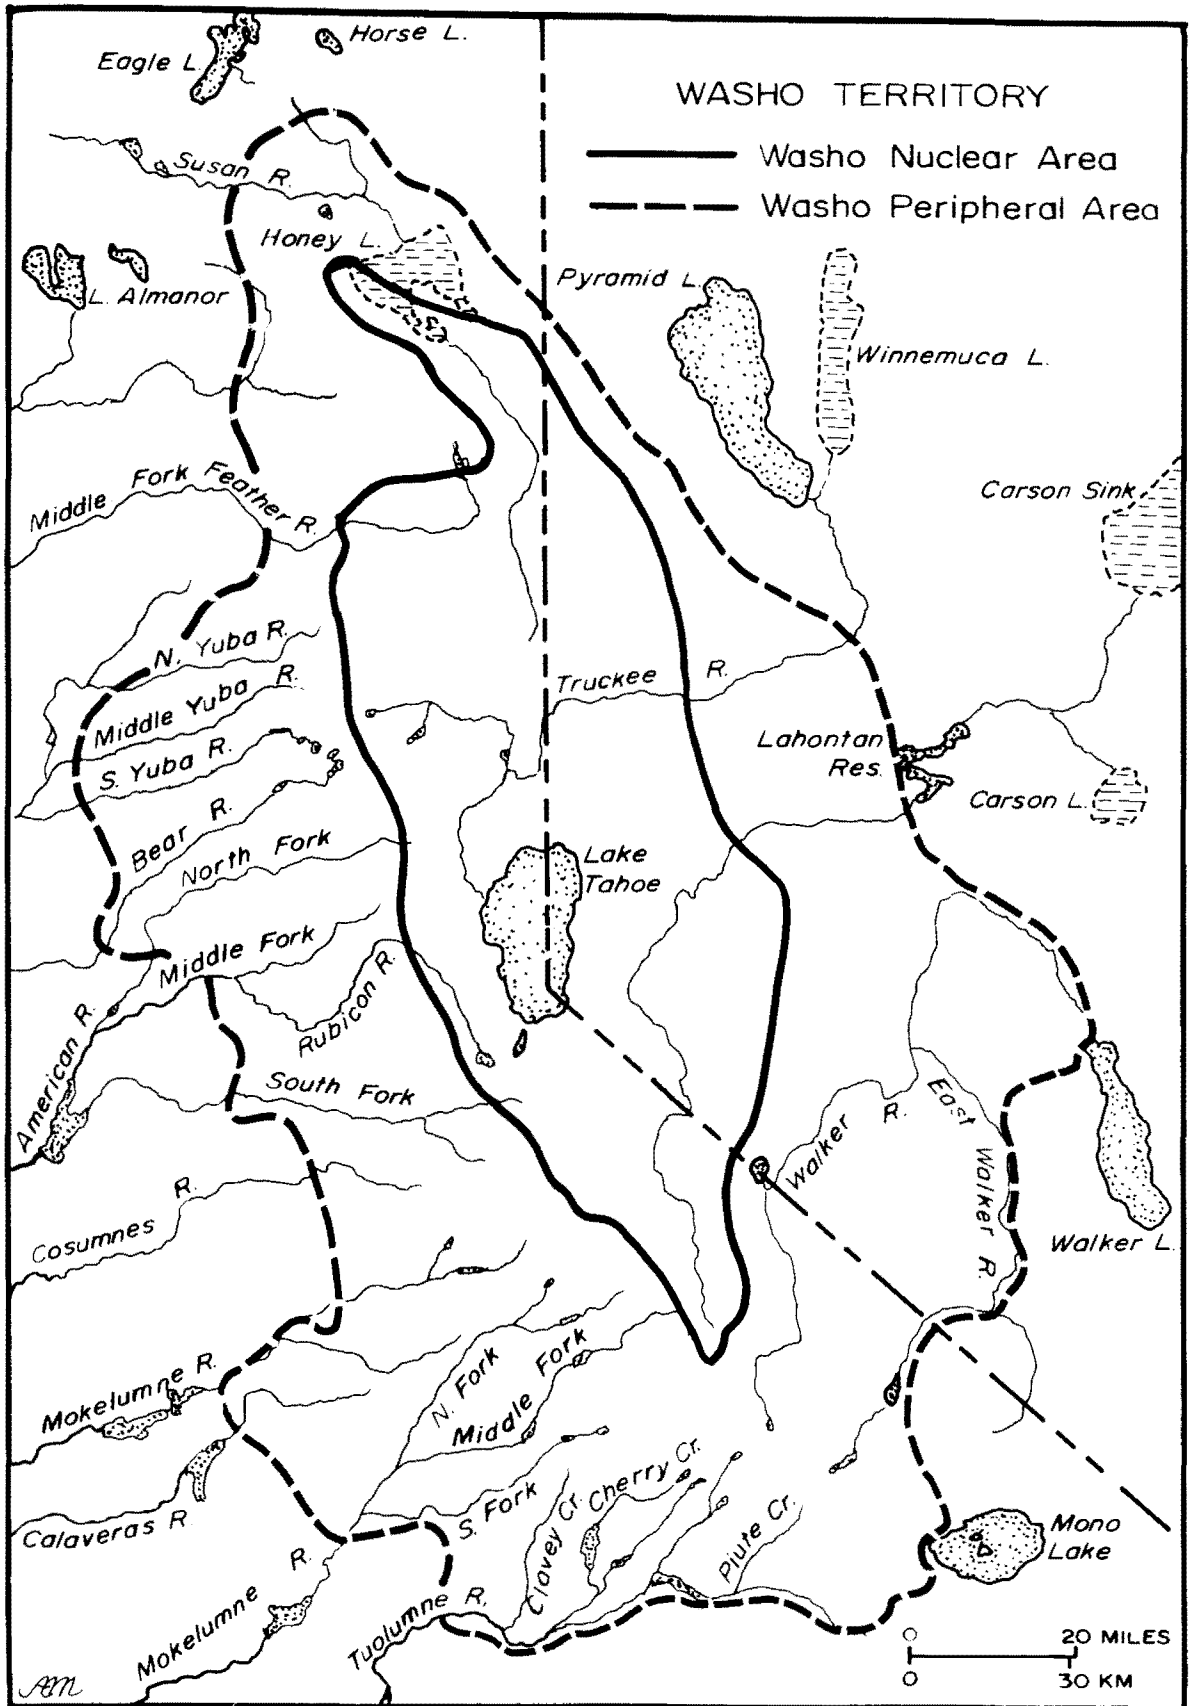 Horse L.
Eagle L.
WASHO TERRITORY
Washo Nuclear Area
Washo Peripheral Area
Susan R.
Honey L.
L. Almanor
Pyramid L.
Winnemuca L.
Middle Fork Feather R.
Carson Sink
N. Yuba R.
Middle Yuba R.
S. Yuba R.
Truckee R.
Lahontan
Res.
Carson L.
Bear R.
North Fork
Lake
Tahoe
Middle Fork
Rubicon R.
American R.
South Fork
Walker R.
East Walker R.
Walker L.
Cosumnes R.
Mokelumne R.
N. Fork
Middle Fork
Calaveras R.
S. Fork
Clavey Cr.
Cherry Cr.
Piute Cr.
Mono
Lake
Mokelumne R.
Tuolumne R.
0 20 MILES
0 30 KM
AM